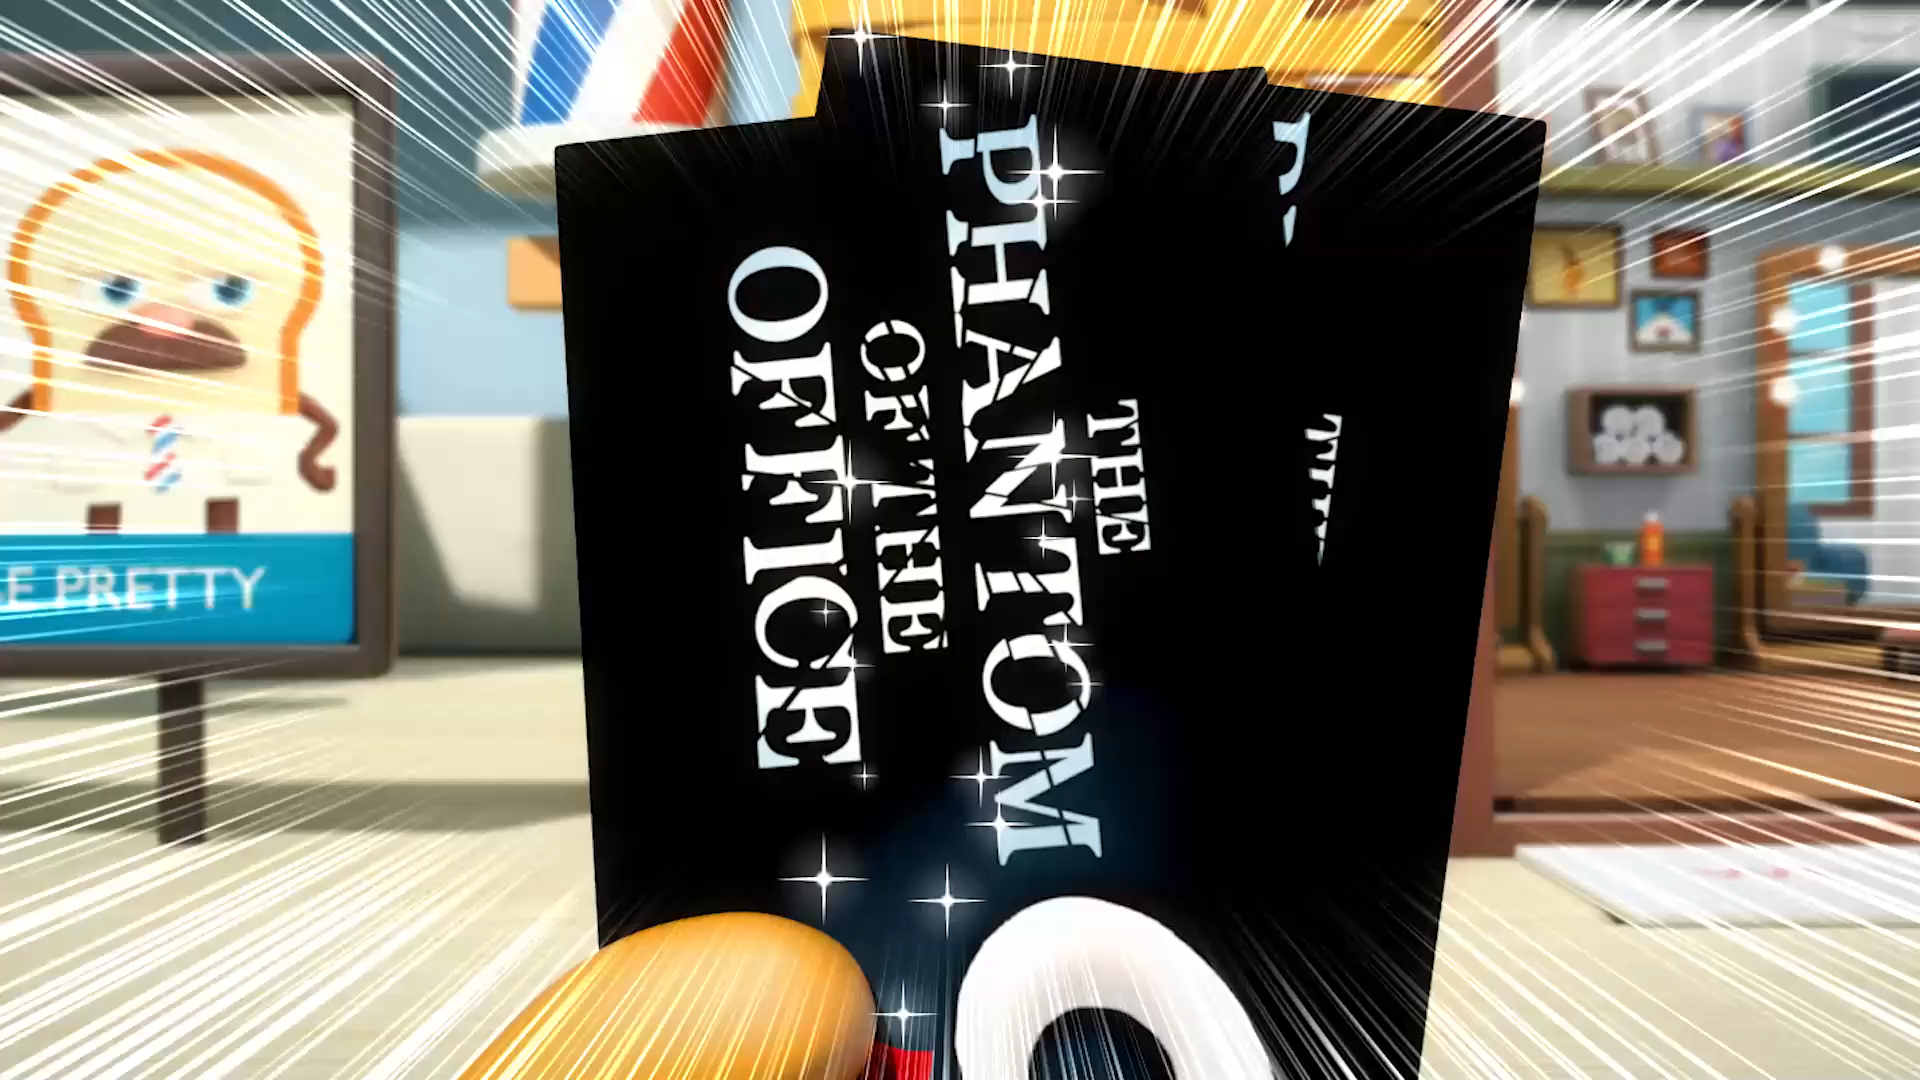 THE
PHANTOM
OF THE
OFFICE
E PRETTY